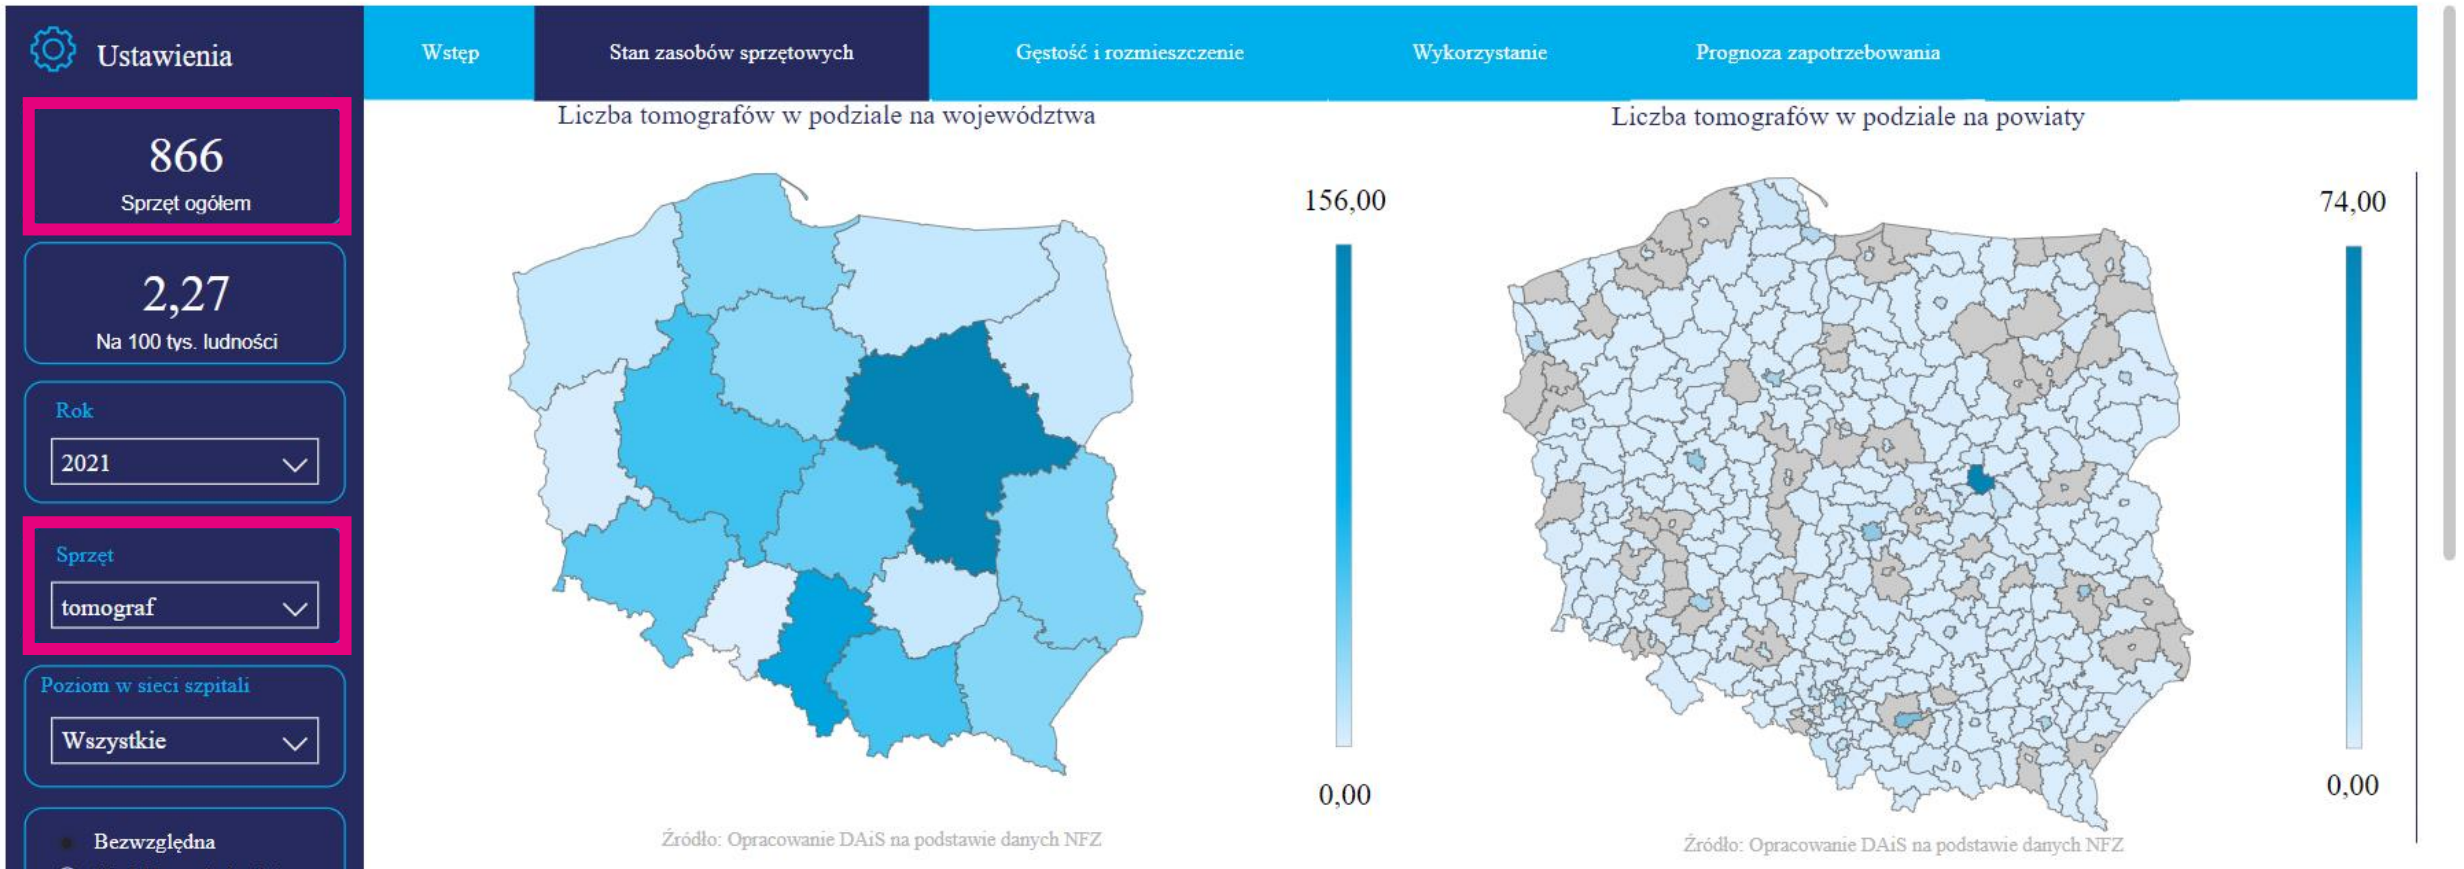 Ustawienia
Wstęp
Stan zasobów sprzętowych
Gęstość i rozmieszczenie
Wykorzystanie
Prognoza zapotrzebowania
866
Sprzęt ogółem
2,27
Na 100 tys. ludności
Rok
2021
Sprzęt
tomograf
Poziom w sieci szpitali
Wszystkie
Bezwzględna
Liczba tomografów w podziale na województwa
156,00
0,00
Źródło: Opracowanie DAiS na podstawie danych NFZ
Liczba tomografów w podziale na powiaty
74,00
0,00
Źródło: Opracowanie DAiS na podstawie danych NFZ